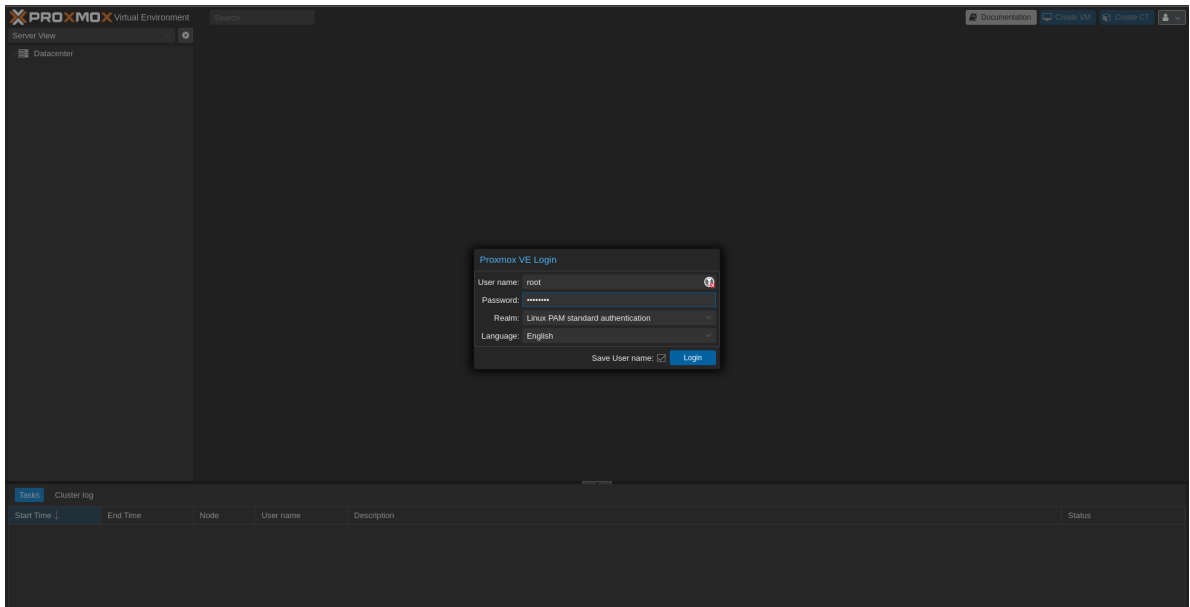 PROXMOX Virtual Environment Search Documentation Create VM Create CT
Server View
Datacenter
Proxmox VE Login
User name: root
Password: ••••••••
Realm: Linux PAM standard authentication
Language: English
Save User name: Login
Tasks Cluster log
Start Time End Time Node User name Description Status